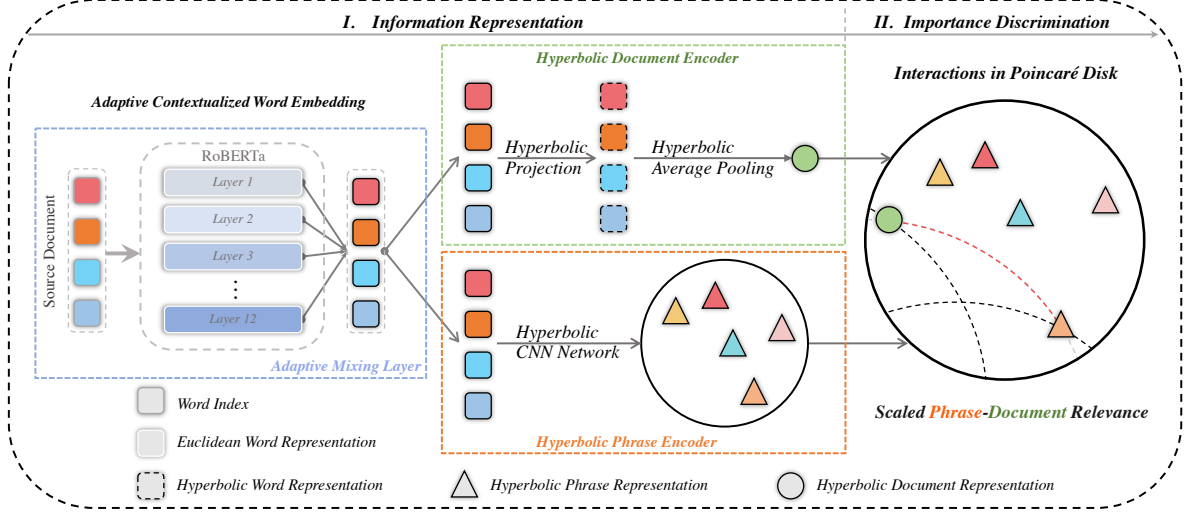 I. Information Representation
II. Importance Discrimination
Adaptive Contextualized Word Embedding
Source Document
RoBERTa
Layer 1
Layer 2
Layer 3
⋮
Layer 12
Adaptive Mixing Layer
Hyperbolic Document Encoder
Hyperbolic
Projection
Hyperbolic
Average Pooling
Hyperbolic
CNN Network
Hyperbolic Phrase Encoder
Interactions in Poincaré Disk
Scaled Phrase-Document Relevance
Word Index
Euclidean Word Representation
Hyperbolic Word Representation
Hyperbolic Phrase Representation
Hyperbolic Document Representation